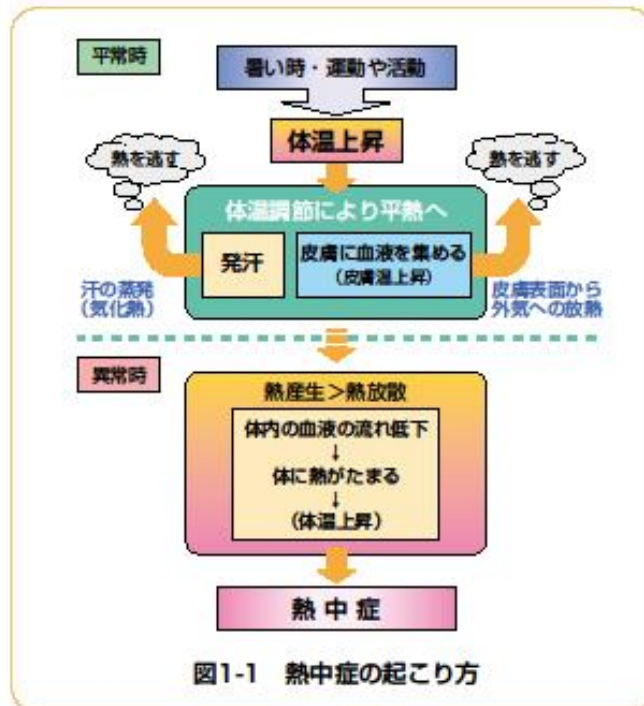 平常時
暑い時・運動や活動
体温上昇
熱を逃す
熱を逃す
体温調節により平熱へ
発汗
皮膚に血液を集める
(皮膚温上昇)
汗の蒸発
(気化熱)
皮膚表面から
外気への放熱
異常時
熱産生＞熱放散
体内の血液の流れ低下
↓
体に熱がたまる
↓
(体温上昇)
熱中症
図1-1 熱中症の起こり方